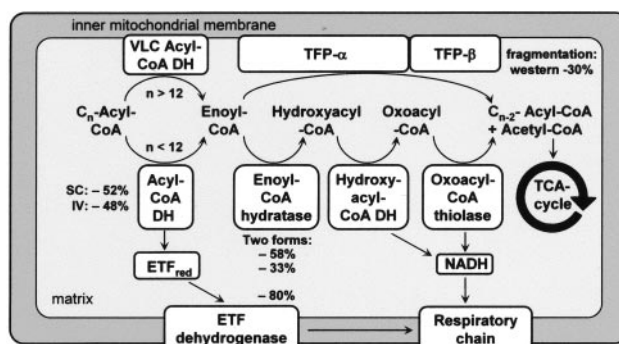 inner mitochondrial membrane
VLC Acyl-
CoA DH
TFP-α
TFP-β
fragmentation:
western -30%
n > 12
Cn-Acyl-
CoA
Enoyl-
CoA
Hydroxyacyl
-CoA
Oxoacyl
-CoA
Cn-2- Acyl-CoA
+ Acetyl-CoA
n < 12
SC: – 52%
IV: – 48%
Acyl-
CoA
DH
Enoyl-
CoA
hydratase
Hydroxy-
acyl-
CoA DH
Oxoacyl-
CoA
thiolase
TCA-
cycle
Two forms:
– 58%
– 33%
ETFred
NADH
– 80%
matrix
ETF
dehydrogenase
Respiratory
chain